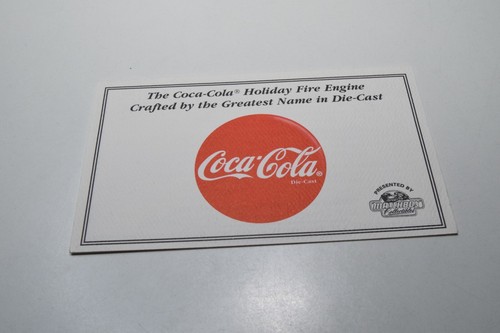 The Coca-Cola® Holiday Fire Engine
Crafted by the Greatest Name in Die-Cast
Coca-Cola®
Die-Cast
PRESENTED BY
MATCHBOX
Collectibles